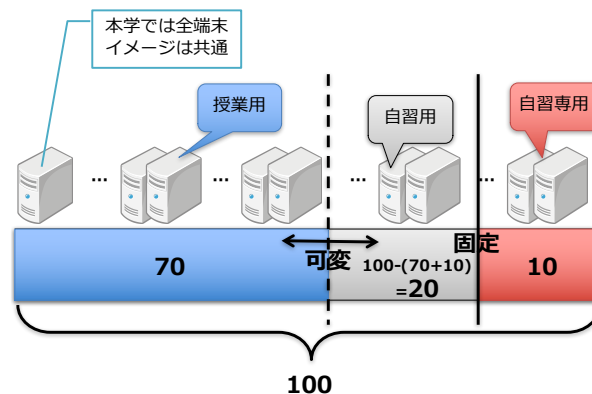 本学では全端末
イメージは共通
授業用
自習用
自習専用
...
...
...
...
70
可変
100-(70+10)
=20
固定
10
100